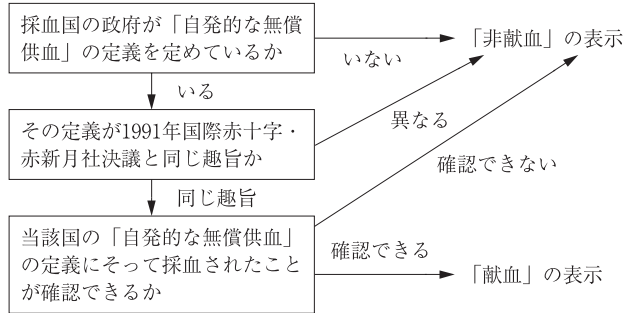 採血国の政府が「自発的な無償
供血」の定義を定めているか
いない
「非献血」の表示
いる
その定義が1991年国際赤十字・
赤新月社決議と同じ趣旨か
異なる
同じ趣旨
確認できない
当該国の「自発的な無償供血」
の定義にそって採血されたこと
が確認できるか
確認できる
「献血」の表示